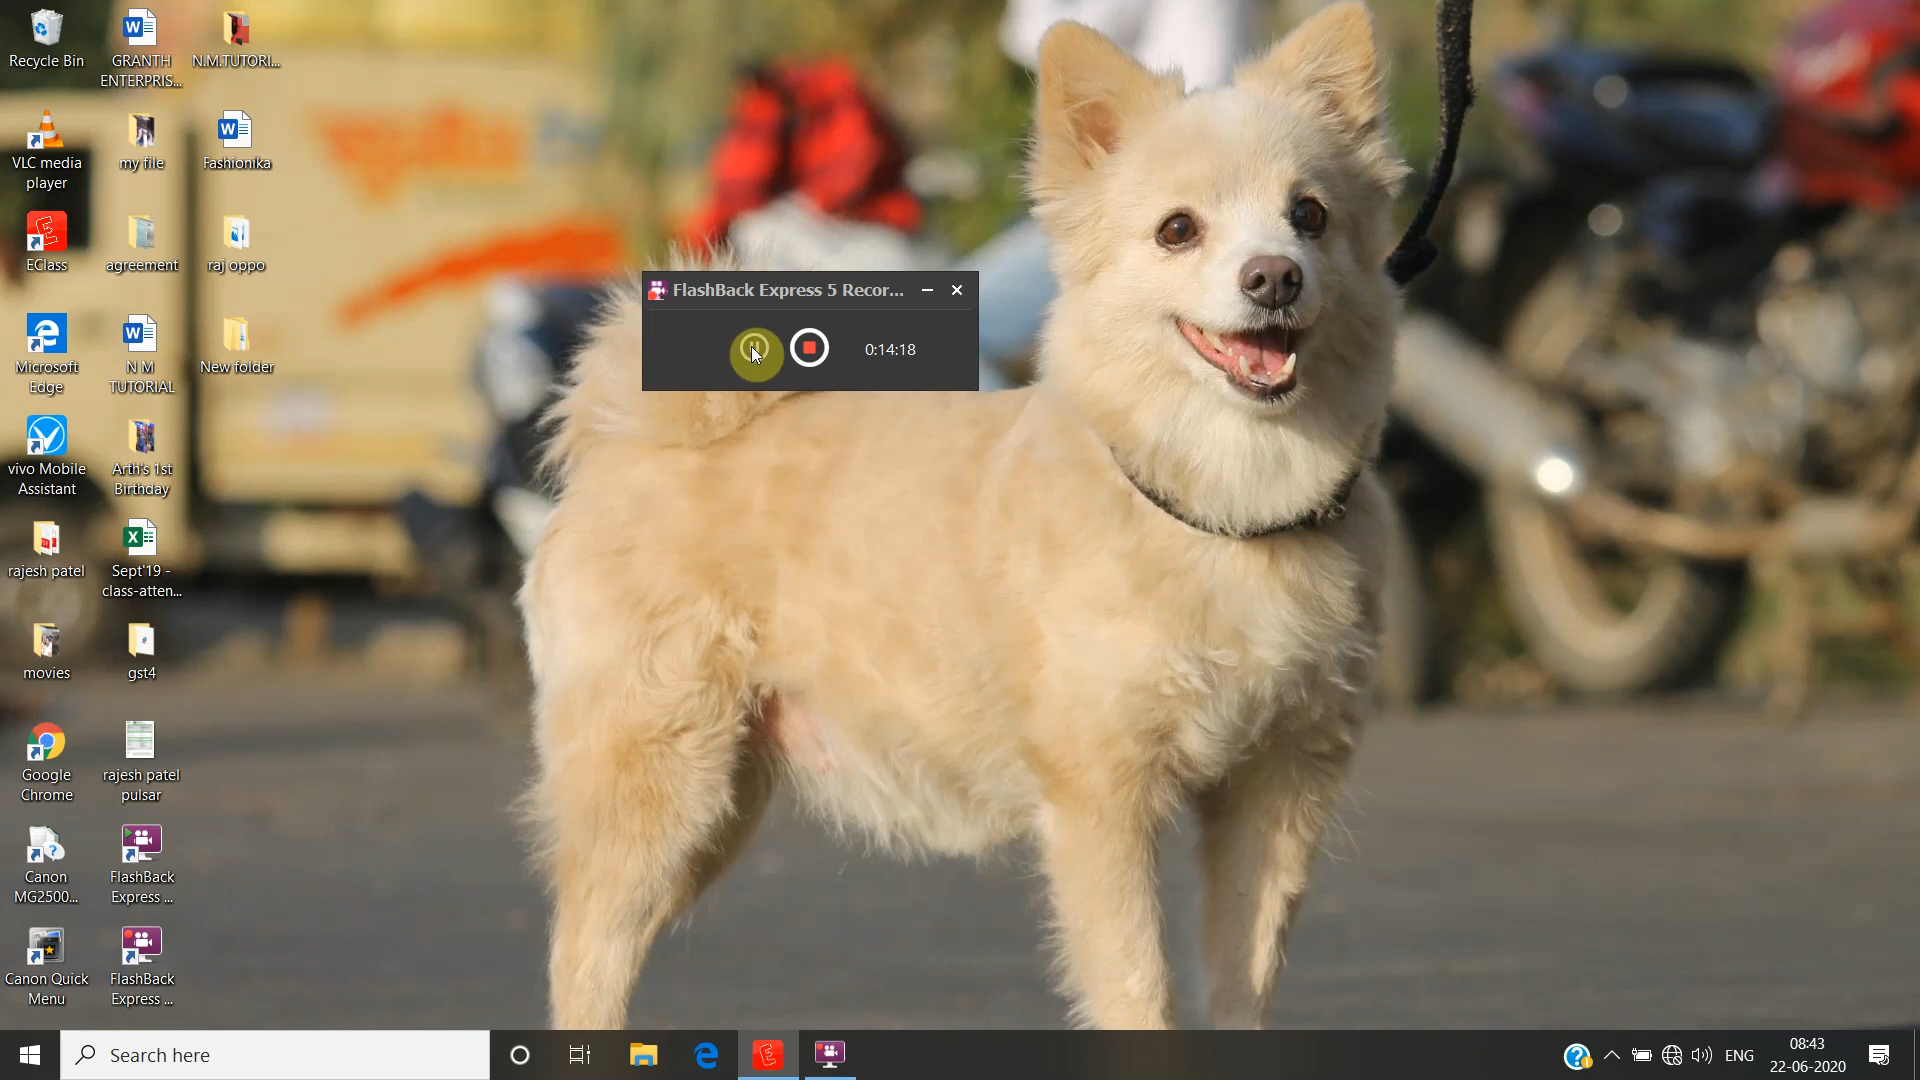 Recycle Bin
GRANTH
ENTERPRIS...
N.M.TUTORI...
VLC media
player
my file
Fashionika
EClass
agreement
raj oppo
Microsoft
Edge
N M
TUTORIAL
New folder
vivo Mobile
Assistant
Arth's 1st
Birthday
rajesh patel
Sept'19 -
class-atten...
movies
gst4
Google
Chrome
rajesh patel
pulsar
Canon
MG2500...
FlashBack
Express ...
Canon Quick
Menu
FlashBack
Express ...
FlashBack Express 5 Recor...
0:14:18
Search here
ENG
08:43
22-06-2020